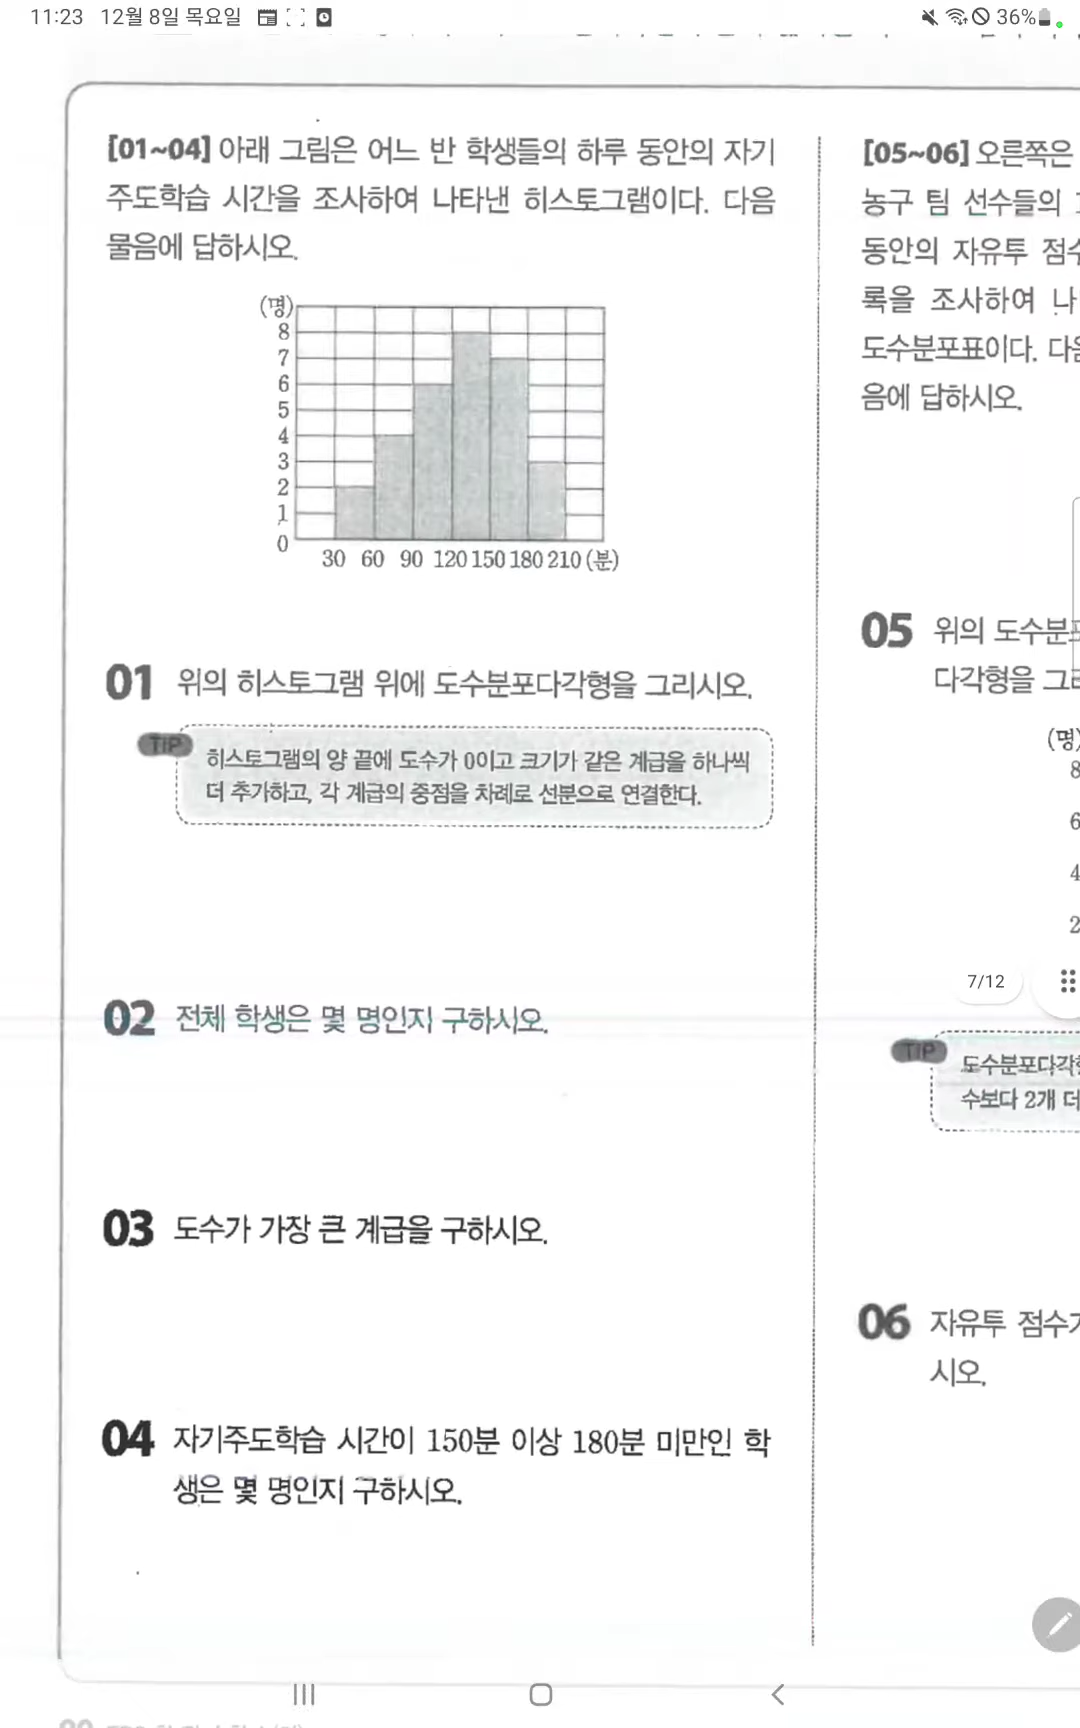 11:23 12월 8일 목요일 36%
[01~04] 아래 그림은 어느 반 학생들의 하루 동안의 자기
주도학습 시간을 조사하여 나타낸 히스토그램이다. 다음
물음에 답하시오.
(명)
8
7
6
5
4
3
2
1
0
30 60 90 120 150 180 210 (분)
01 위의 히스토그램 위에 도수분포다각형을 그리시오.
TIP
히스토그램의 양 끝에 도수가 0이고 크기가 같은 계급을 하나씩
더 추가하고, 각 계급의 중점을 차례로 선분으로 연결한다.
02 전체 학생은 몇 명인지 구하시오.
03 도수가 가장 큰 계급을 구하시오.
04 자기주도학습 시간이 150분 이상 180분 미만인 학
생은 몇 명인지 구하시오.
[05~06] 오른쪽은
농구 팀 선수들의
동안의 자유투 점수
록을 조사하여 나
도수분포표이다. 다음
음에 답하시오.
05 위의 도수분포
다각형을 그리
(명)
8
6
4
2
7/12
TIP
도수분포다각형
수보다 2개 더
06 자유투 점수가
시오.